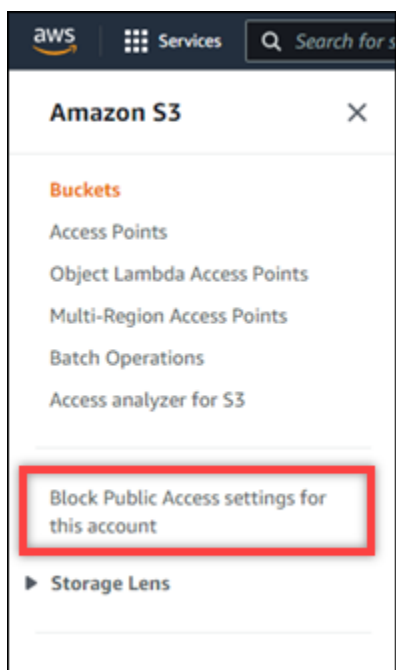 aws
Services
Search for s
Amazon S3
Buckets
Access Points
Object Lambda Access Points
Multi-Region Access Points
Batch Operations
Access analyzer for S3
Block Public Access settings for
this account
Storage Lens